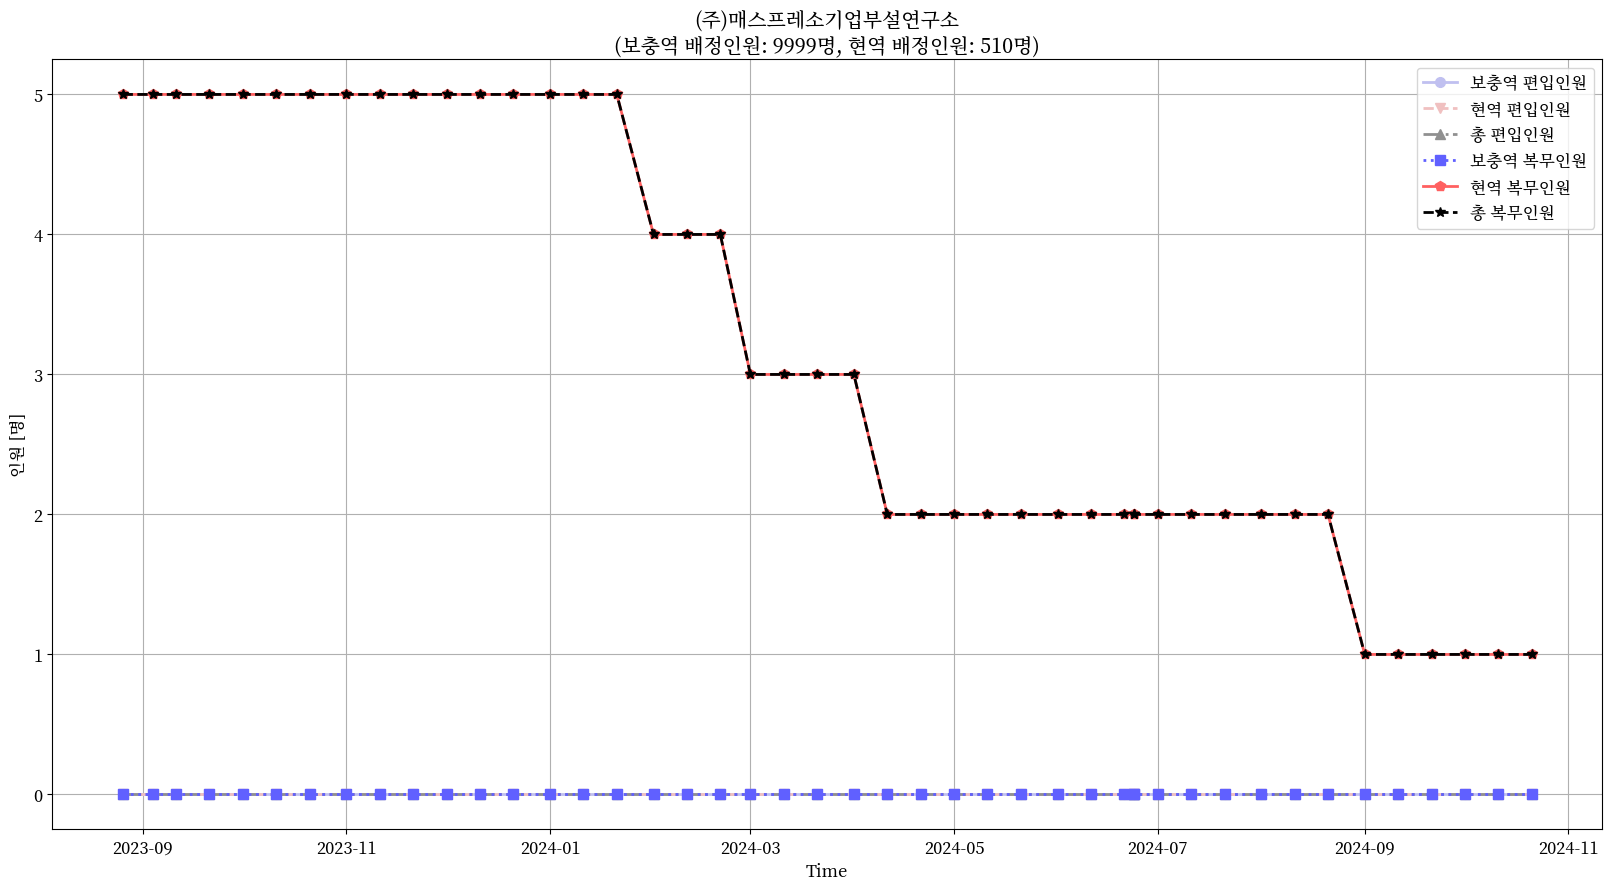 (주)매스프레소기업부설연구소
(보충역 배정인원: 9999명, 현역 배정인원: 510명)
보충역 편입인원
현역 편입인원
총 편입인원
보충역 복무인원
현역 복무인원
총 복무인원
인원 [명]
5
4
3
2
1
0
2023-09
2023-11
2024-01
2024-03
2024-05
2024-07
2024-09
2024-11
Time